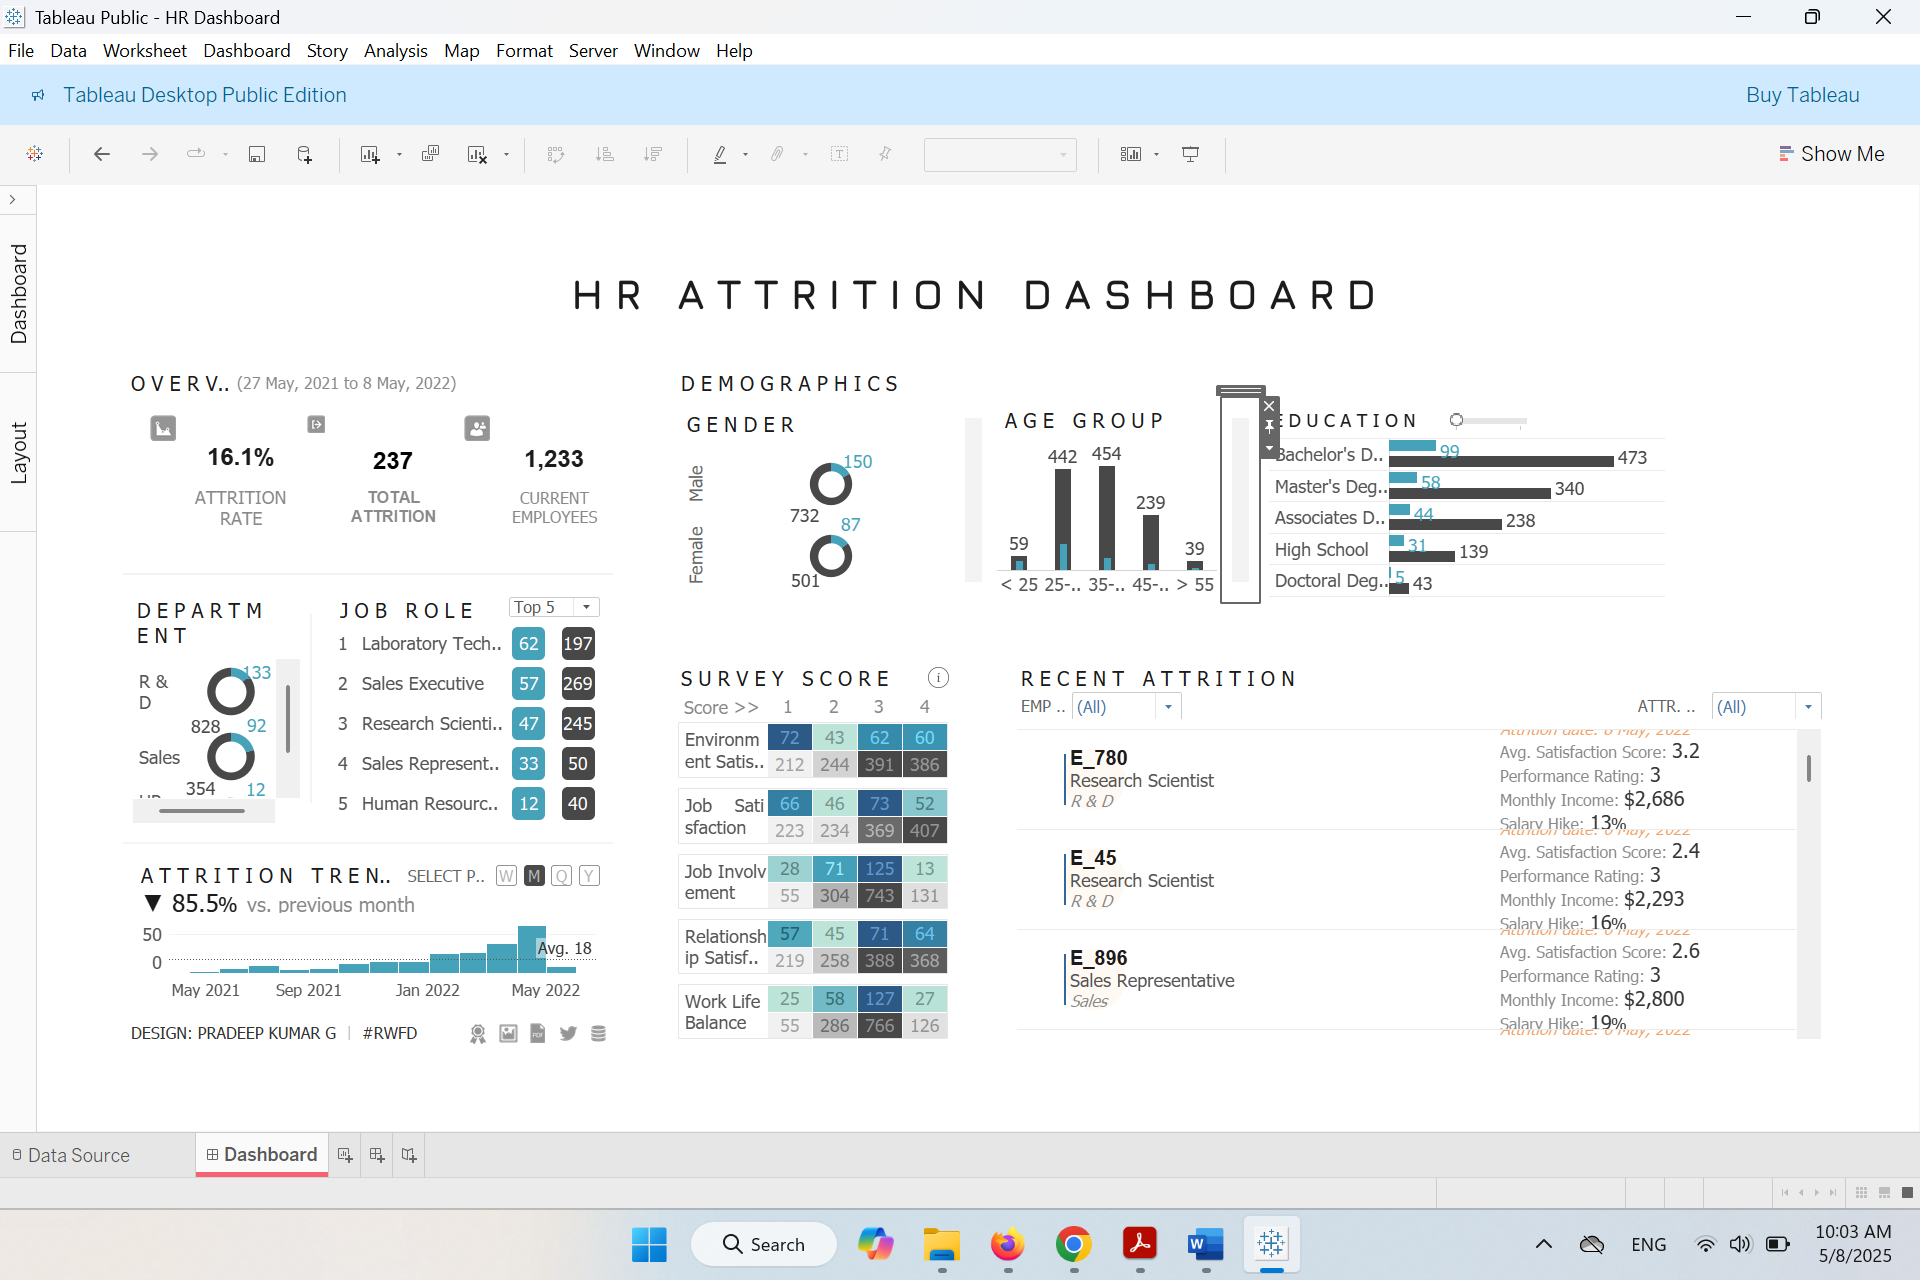 Tableau Public - HR Dashboard
File Data Worksheet Dashboard Story Analysis Map Format Server Window Help
Tableau Desktop Public Edition
Buy Tableau
Show Me
Dashboard
Layout
HR ATTRITION DASHBOARD
OVERV.. (27 May, 2021 to 8 May, 2022)
16.1%
ATTRITION
RATE
237
TOTAL
ATTRITION
1,233
CURRENT
EMPLOYEES
DEPARTM
ENT
R &
D
133
828
92
Sales
354
12
JOB ROLE
Top 5
1 Laboratory Tech.. 62 197
2 Sales Executive 57 269
3 Research Scienti.. 47 245
4 Sales Represent.. 33 50
5 Human Resourc.. 12 40
ATTRITION TREN..
SELECT P..
W M Q Y
▼ 85.5% vs. previous month
50
0
Avg. 18
May 2021 Sep 2021 Jan 2022 May 2022
DESIGN: PRADEEP KUMAR G | #RWFD
PDF
DEMOGRAPHICS
GENDER
Male
150
732
Female
87
501
AGE GROUP
59 442 454 239 39
< 25 25-.. 35-.. 45-.. > 55
EDUCATION
Bachelor's D.. 99 473
Master's Deg.. 58 340
Associates D.. 44 238
High School 31 139
Doctoral Deg.. 5 43
SURVEY SCORE
i
Score >> 1 2 3 4
Environm
ent Satis..
72 43 62 60
212 244 391 386
Job Sati
sfaction
66 46 73 52
223 234 369 407
Job Involv
ement
28 71 125 13
55 304 743 131
Relationsh
ip Satisf..
57 45 71 64
219 258 388 368
Work Life
Balance
25 58 127 27
55 286 766 126
RECENT ATTRITION
EMP .. (All)
ATTR. .. (All)
E_780
Research Scientist
R & D
Avg. Satisfaction Score: 3.2
Performance Rating: 3
Monthly Income: $2,686
Salary Hike: 13%
E_45
Research Scientist
R & D
Avg. Satisfaction Score: 2.4
Performance Rating: 3
Monthly Income: $2,293
Salary Hike: 16%
E_896
Sales Representative
Sales
Avg. Satisfaction Score: 2.6
Performance Rating: 3
Monthly Income: $2,800
Salary Hike: 19%
Data Source
Dashboard
Search
ENG
10:03 AM
5/8/2025